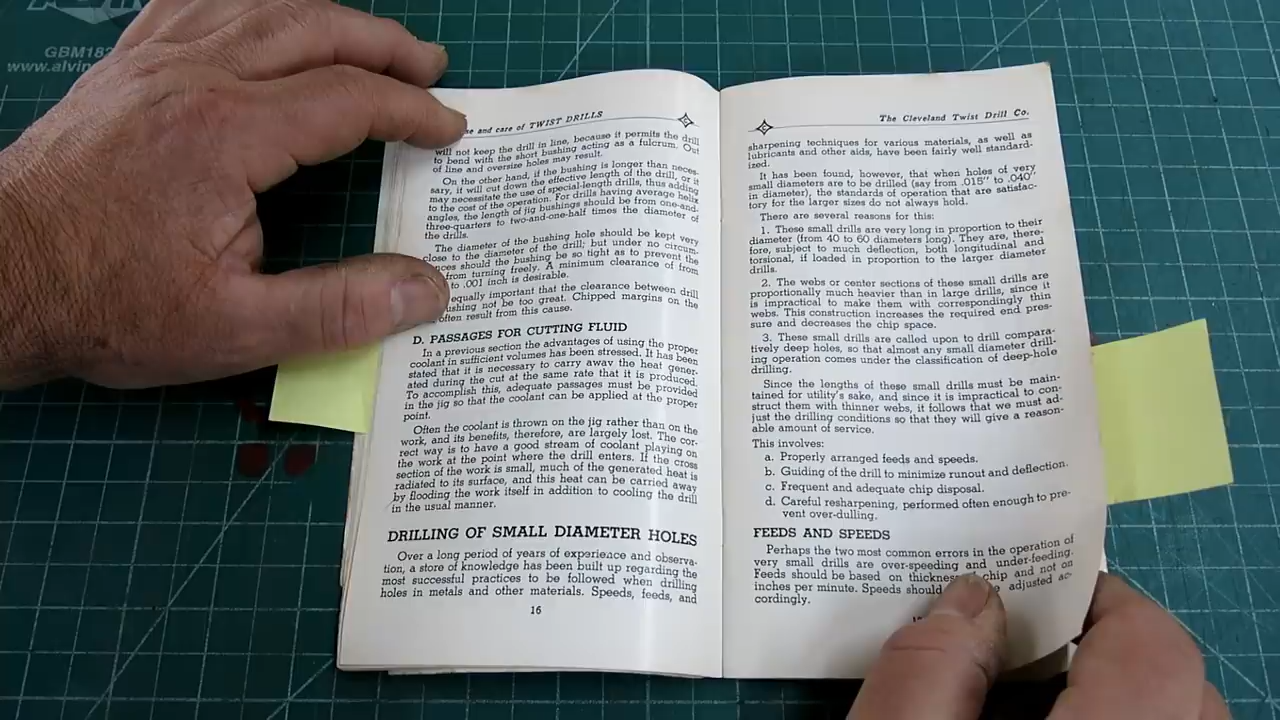 GBM182
www.alvin
se and care of TWIST DRILLS
will not keep the drill in line, because it permits the drill
to bend with the short bushing acting as a fulcrum. Out
of line and oversize holes may result.
On the other hand, if the bushing is longer than neces-
sary, it will cut down the effective length of the drill, or it
may necessitate the use of special-length drills, thus adding
to the cost of the operation. For drills having average helix
angles, the length of jig bushings should be from one-and-
three-quarters to two-and-one-half times the diameter of
the drills.
The diameter of the bushing hole should be kept very
close to the diameter of the drill; but under no circum-
nces should the bushing be so tight as to prevent the
from turning freely. A minimum clearance of from
to .001 inch is desirable.
equally important that the clearance between drill
ushing not be too great. Chipped margins on the
often result from this cause.
D. PASSAGES FOR CUTTING FLUID
In a previous section the advantages of using the proper
coolant in sufficient volumes has been stressed. It has been
stated that it is necessary to carry away the heat gener-
ated during the cut at the same rate that it is produced.
To accomplish this, adequate passages must be provided
in the jig so that the coolant can be applied at the proper
point.
Often the coolant is thrown on the jig rather than on the
work, and its benefits, therefore, are largely lost. The cor-
rect way is to have a good stream of coolant playing on
the work at the point where the drill enters. If the cross
section of the work is small, much of the generated heat is
radiated to its surface, and this heat can be carried away
by flooding the work itself in addition to cooling the drill
in the usual manner.
DRILLING OF SMALL DIAMETER HOLES
Over a long period of years of experience and observa-
tion, a store of knowledge has been built up regarding the
most successful practices to be followed when drilling
holes in metals and other materials. Speeds, feeds, and
16
The Cleveland Twist Drill Co.
sharpening techniques for various materials, as well as
lubricants and other aids, have been fairly well standard-
ized.
It has been found, however, that when holes of very
small diameters are to be drilled (say from .015" to .040"
in diameter), the standards of operation that are satisfac-
tory for the larger sizes do not always hold.
There are several reasons for this:
1. These small drills are very long in proportion to their
diameter (from 40 to 60 diameters long). They are, there-
fore, subject to much deflection, both longitudinal and
torsional, if loaded in proportion to the larger diameter
drills.
2. The webs or center sections of these small drills are
proportionally much heavier than in large drills, since it
is impractical to make them with correspondingly thin
webs. This construction increases the required end pres-
sure and decreases the chip space.
3. These small drills are called upon to drill compara-
tively deep holes, so that almost any small diameter drill-
ing operation comes under the classification of deep-hole
drilling.
Since the lengths of these small drills must be main-
tained for utility's sake, and since it is impractical to con-
struct them with thinner webs, it follows that we must ad-
just the drilling conditions so that they will give a reason-
able amount of service.
This involves:
a. Properly arranged feeds and speeds.
b. Guiding of the drill to minimize runout and deflection.
c. Frequent and adequate chip disposal.
d. Careful resharpening, performed often enough to pre-
vent over-dulling.
FEEDS AND SPEEDS
Perhaps the two most common errors in the operation of
very small drills are over-speeding and under-feeding.
Feeds should be based on thickness chip and not on
inches per minute. Speeds should adjusted ac-
cordingly.